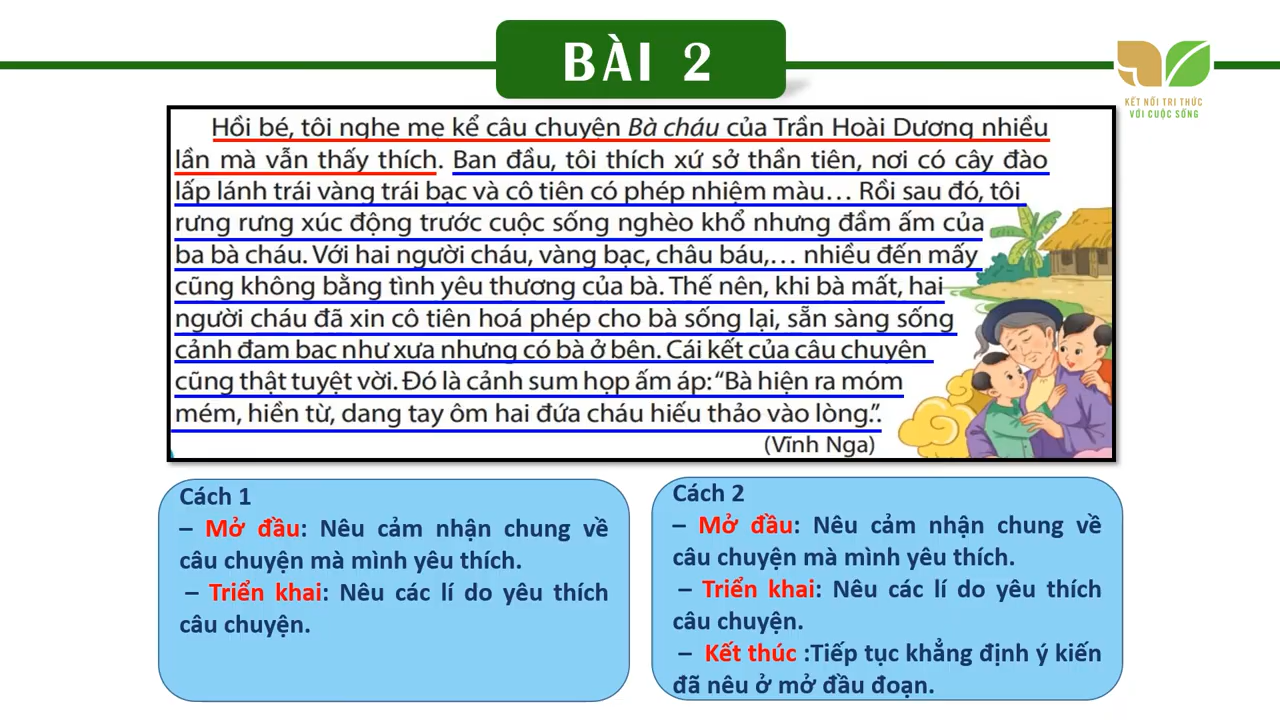 BÀI 2
KẾT NỐI TRI THỨC
VỚI CUỘC SỐNG
Hồi bé, tôi nghe mẹ kể câu chuyện Bà cháu của Trần Hoài Dương nhiều
lần mà vẫn thấy thích. Ban đầu, tôi thích xứ sở thần tiên, nơi có cây đào
lấp lánh trái vàng trái bạc và cô tiên có phép nhiệm màu... Rồi sau đó, tôi
rưng rưng xúc động trước cuộc sống nghèo khổ nhưng đầm ấm của
ba bà cháu. Với hai người cháu, vàng bạc, châu báu,... nhiều đến mấy
cũng không bằng tình yêu thương của bà. Thế nên, khi bà mất, hai
người cháu đã xin cô tiên hoá phép cho bà sống lại, sẵn sàng sống
cảnh đạm bạc như xưa nhưng có bà ở bên. Cái kết của câu chuyện
cũng thật tuyệt vời. Đó là cảnh sum họp ấm áp: “Bà hiện ra móm
mém, hiền từ, dang tay ôm hai đứa cháu hiếu thảo vào lòng.”.
(Vĩnh Nga)
Cách 1
– Mở đầu: Nêu cảm nhận chung về
câu chuyện mà mình yêu thích.
– Triển khai: Nêu các lí do yêu thích
câu chuyện.
Cách 2
– Mở đầu: Nêu cảm nhận chung về
câu chuyện mà mình yêu thích.
– Triển khai: Nêu các lí do yêu thích
câu chuyện.
– Kết thúc :Tiếp tục khẳng định ý kiến
đã nêu ở mở đầu đoạn.